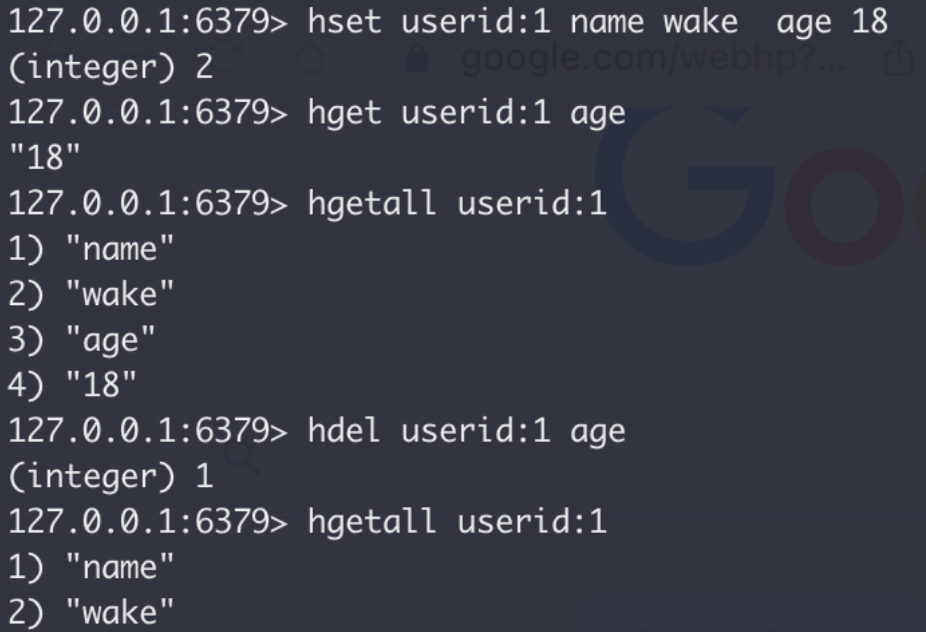 127.0.0.1:6379> hset userid:1 name wake  age 18
(integer) 2
google.com/webhp?...
127.0.0.1:6379> hget userid:1 age
"18"
127.0.0.1:6379> hgetall userid:1
1) "name"
2) "wake"
3) "age"
4) "18"
127.0.0.1:6379> hdel userid:1 age
(integer) 1
127.0.0.1:6379> hgetall userid:1
1) "name"
2) "wake"